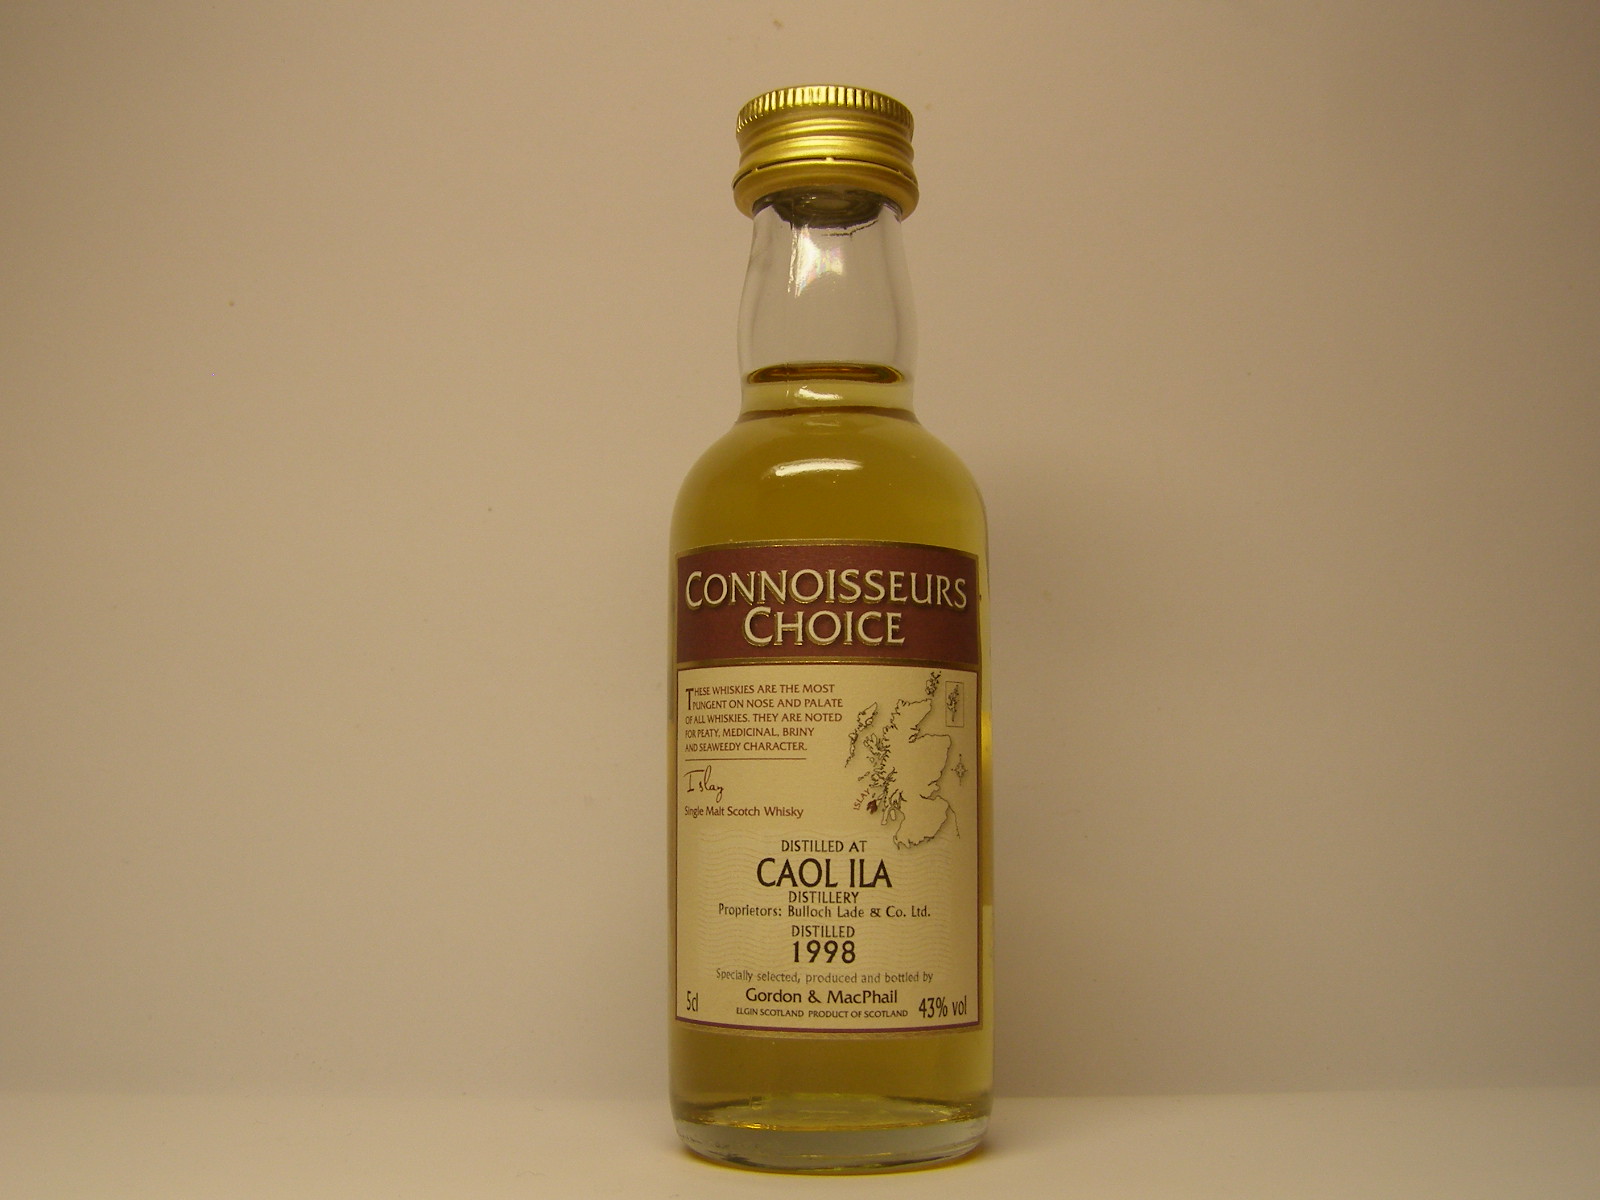 CONNOISSEURS
CHOICE
THESE WHISKIES ARE THE MOST
PUNGENT ON NOSE AND PALATE
OF ALL WHISKIES. THEY ARE NOTED
FOR PEATY, MEDICINAL, BRINY
AND SEAWEEDY CHARACTER.
Islay
Single Malt Scotch Whisky
ISLAY
DISTILLED AT
CAOL ILA
DISTILLERY
Proprietors: Bulloch Lade & Co. Ltd.
DISTILLED
1998
Specially selected, produced and bottled by
Gordon & MacPhail
5cl
ELGIN SCOTLAND PRODUCT OF SCOTLAND
43% vol